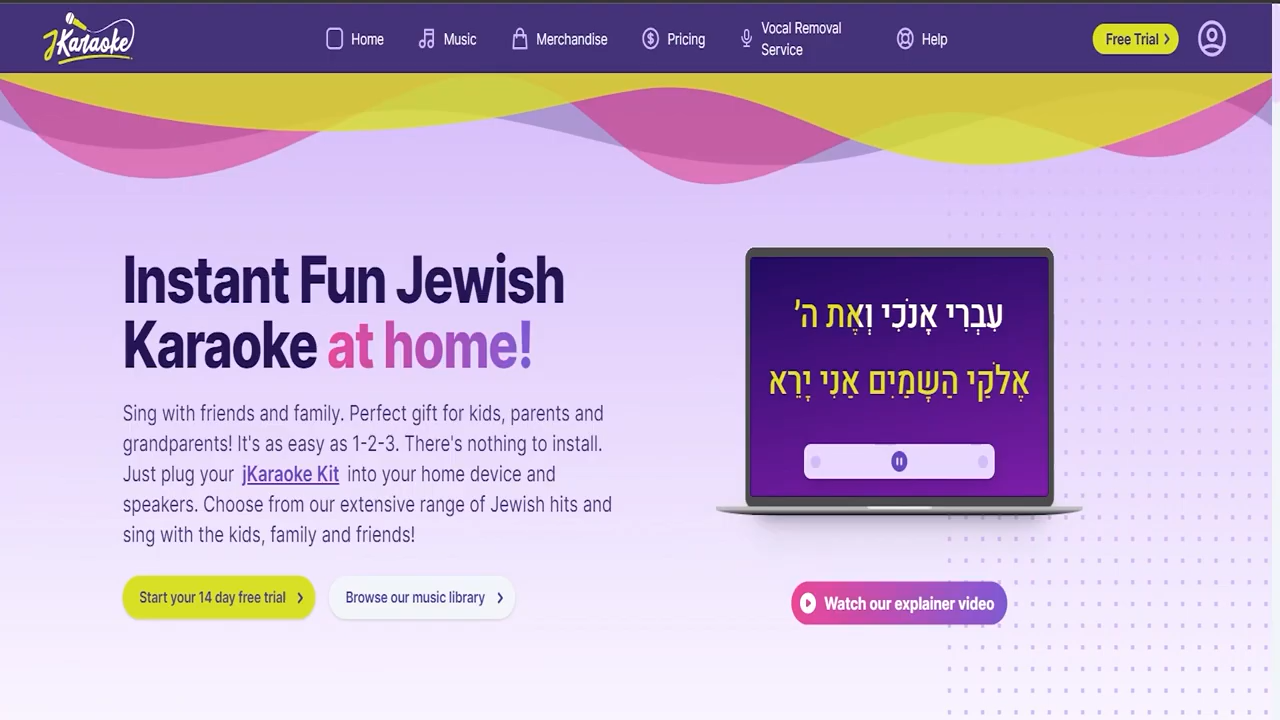 jKaraoke
Home
Music
Merchandise
Pricing
Vocal Removal
Service
Help
Free Trial
Instant Fun Jewish
Karaoke at home!
Sing with friends and family. Perfect gift for kids, parents and
grandparents! It's as easy as 1-2-3. There's nothing to install.
Just plug your jKaraoke Kit into your home device and
speakers. Choose from our extensive range of Jewish hits and
sing with the kids, family and friends!
Start your 14 day free trial
Browse our music library
עִבְרִי אָנֹכִי וְאֶת ה'
אֱלֹקֵי הַשָּׁמַיִם אֲנִי יָרֵא
Watch our explainer video